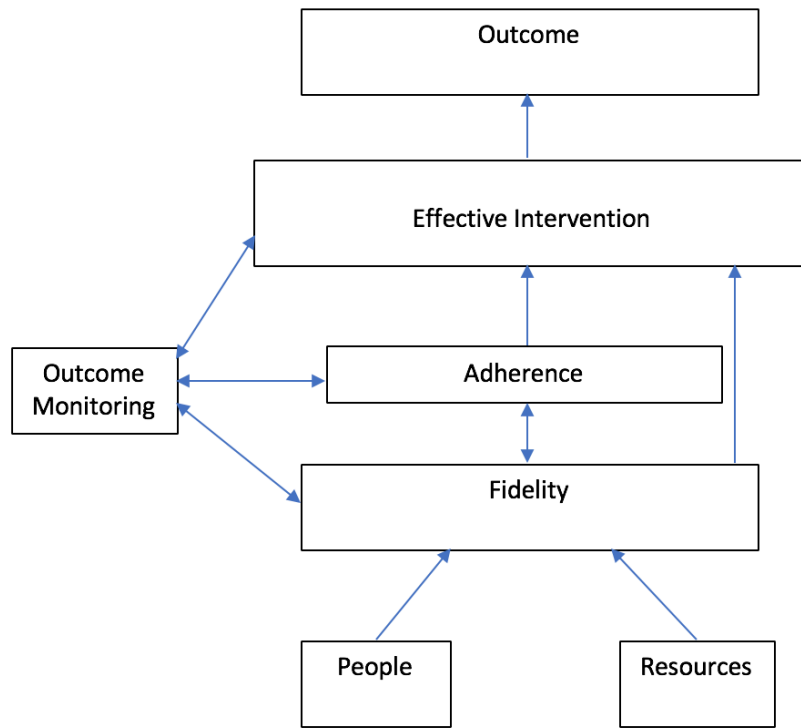 Outcome
Effective Intervention
Outcome
Monitoring
Adherence
Fidelity
People
Resources